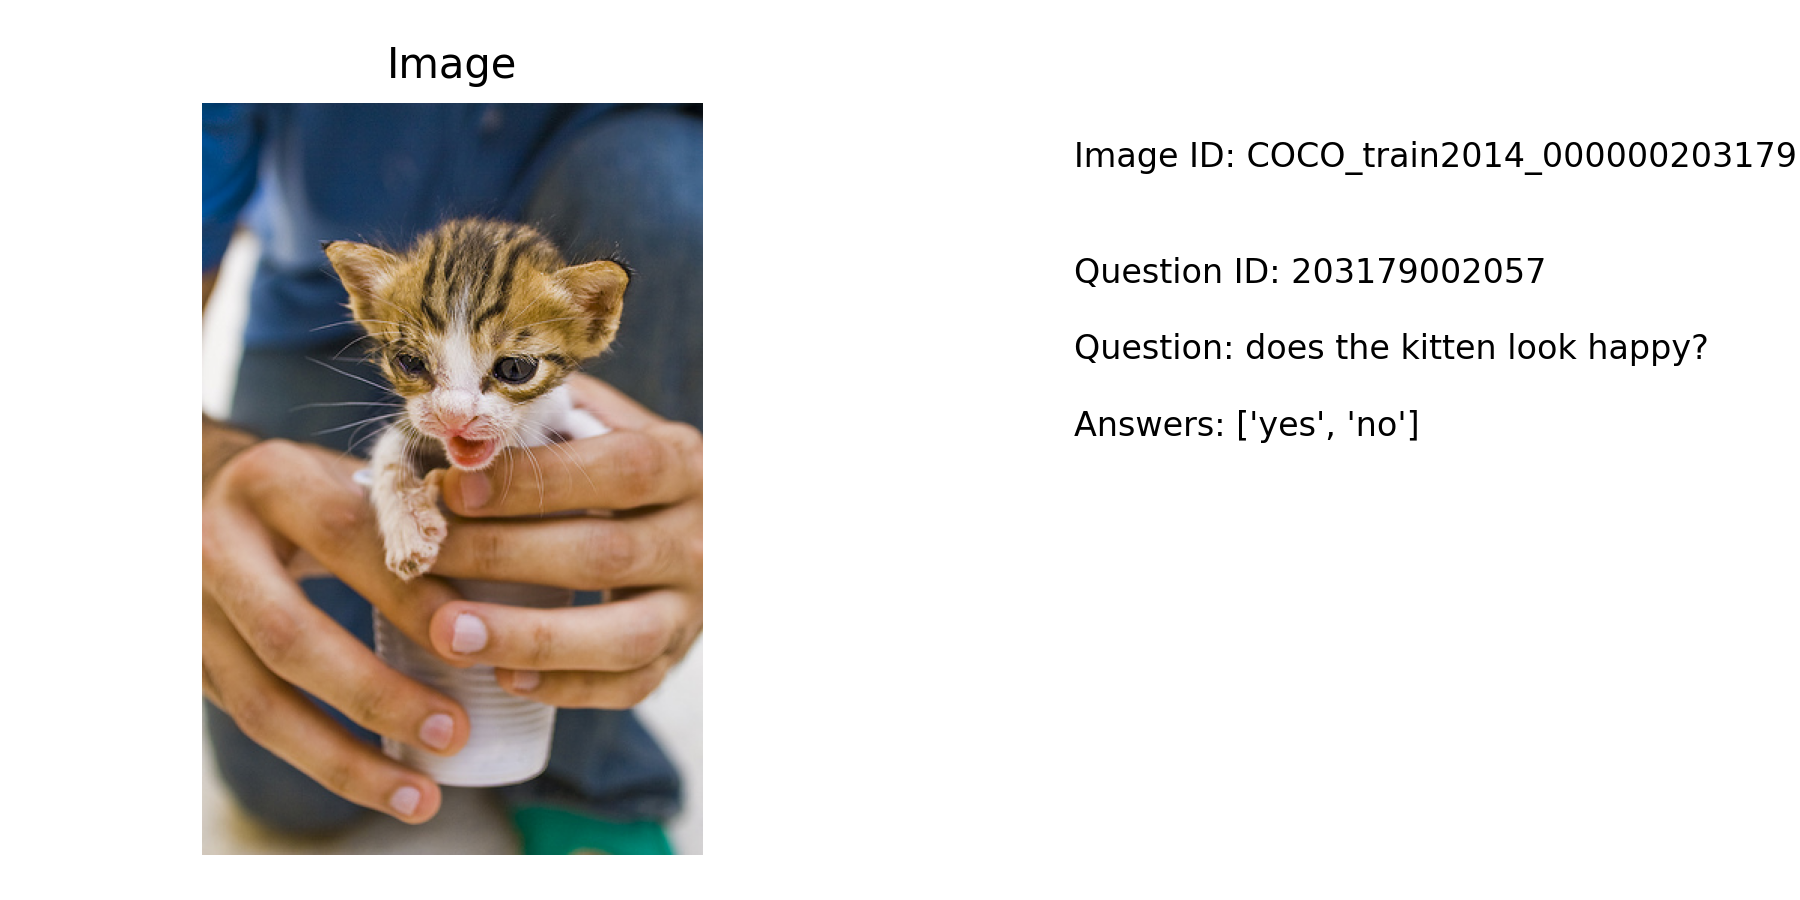 Image
Image ID: COCO_train2014_000000203179
Question ID: 203179002057
Question: does the kitten look happy?
Answers: ['yes', 'no']